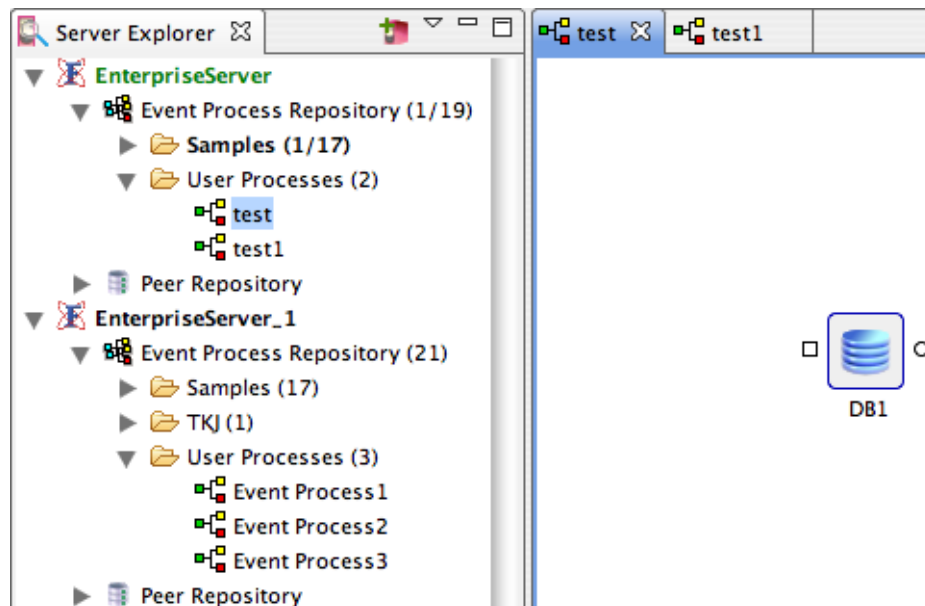 Server Explorer
EnterpriseServer
Event Process Repository (1/19)
Samples (1/17)
User Processes (2)
test
test1
Peer Repository
EnterpriseServer_1
Event Process Repository (21)
Samples (17)
TKJ (1)
User Processes (3)
Event Process1
Event Process2
Event Process3
Peer Repository
test
test1
DB1